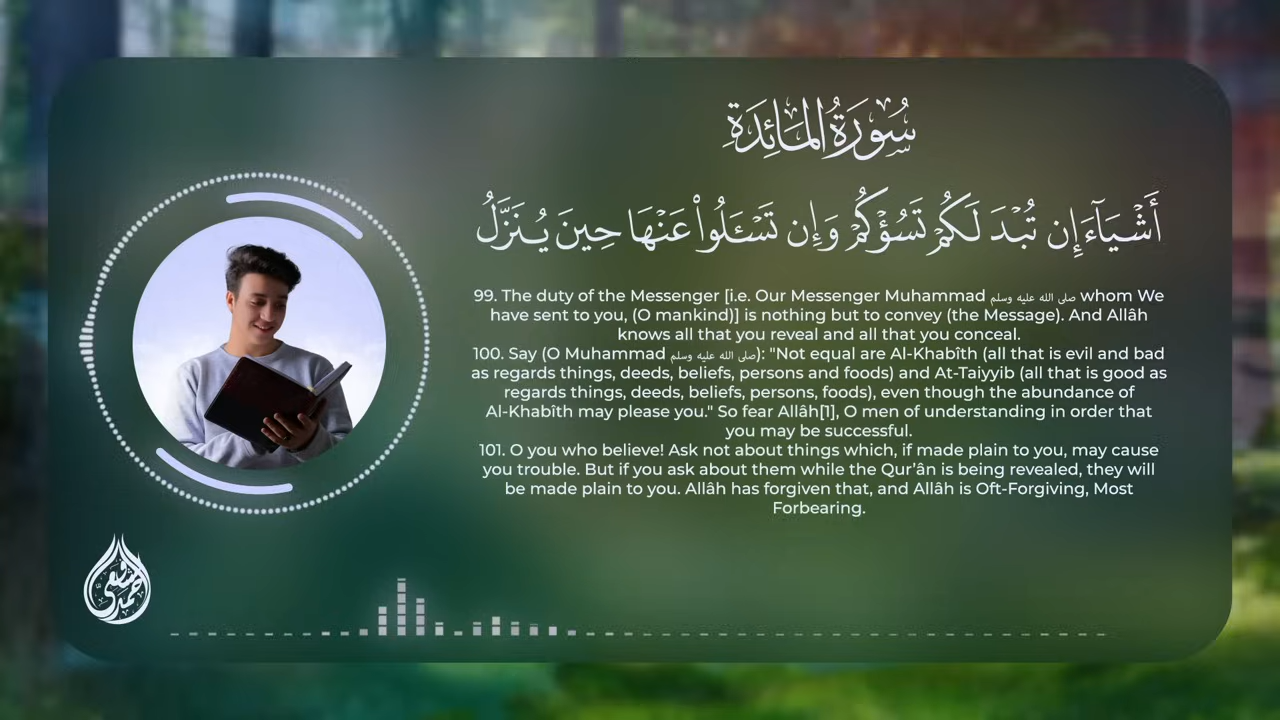 سُورَةُ المَائِدَةِ
أَشْيَآءَ إِن تُبْدَ لَكُمْ تَسُؤْكُمْ وَإِن تَسْـَٔلُوا۟ عَنْهَا حِينَ يُنَزَّلُ
99. The duty of the Messenger [i.e. Our Messenger Muhammad صلى الله عليه وسلم whom We
have sent to you, (O mankind)] is nothing but to convey (the Message). And Allâh
knows all that you reveal and all that you conceal.
100. Say (O Muhammad صلى الله عليه وسلم): "Not equal are Al-Khabîth (all that is evil and bad
as regards things, deeds, beliefs, persons and foods) and At-Taiyyib (all that is good as
regards things, deeds, beliefs, persons, foods), even though the abundance of
Al-Khabîth may please you." So fear Allâh[1], O men of understanding in order that
you may be successful.
101. O you who believe! Ask not about things which, if made plain to you, may cause
you trouble. But if you ask about them while the Qur’ân is being revealed, they will
be made plain to you. Allâh has forgiven that, and Allâh is Oft-Forgiving, Most
Forbearing.